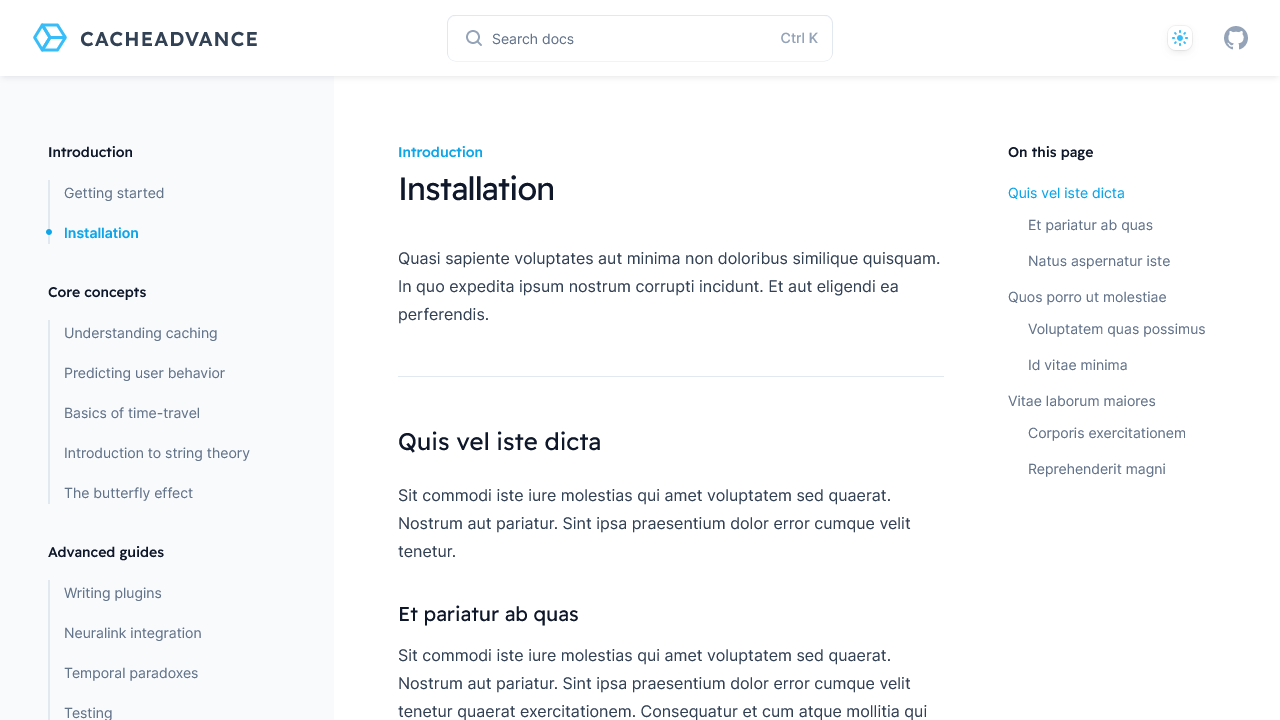 CACHEADVANCE
Search docs
Ctrl K
Introduction
Getting started
Installation
Core concepts
Understanding caching
Predicting user behavior
Basics of time-travel
Introduction to string theory
The butterfly effect
Advanced guides
Writing plugins
Neuralink integration
Temporal paradoxes
Testing
Introduction
Installation
Quasi sapiente voluptates aut minima non doloribus similique quisquam.
In quo expedita ipsum nostrum corrupti incidunt. Et aut eligendi ea
perferendis.
Quis vel iste dicta
Sit commodi iste iure molestias qui amet voluptatem sed quaerat.
Nostrum aut pariatur. Sint ipsa praesentium dolor error cumque velit
tenetur.
Et pariatur ab quas
Sit commodi iste iure molestias qui amet voluptatem sed quaerat.
Nostrum aut pariatur. Sint ipsa praesentium dolor error cumque velit
tenetur quaerat exercitationem. Consequatur et cum atque mollitia qui
On this page
Quis vel iste dicta
Et pariatur ab quas
Natus aspernatur iste
Quos porro ut molestiae
Voluptatem quas possimus
Id vitae minima
Vitae laborum maiores
Corporis exercitationem
Reprehenderit magni